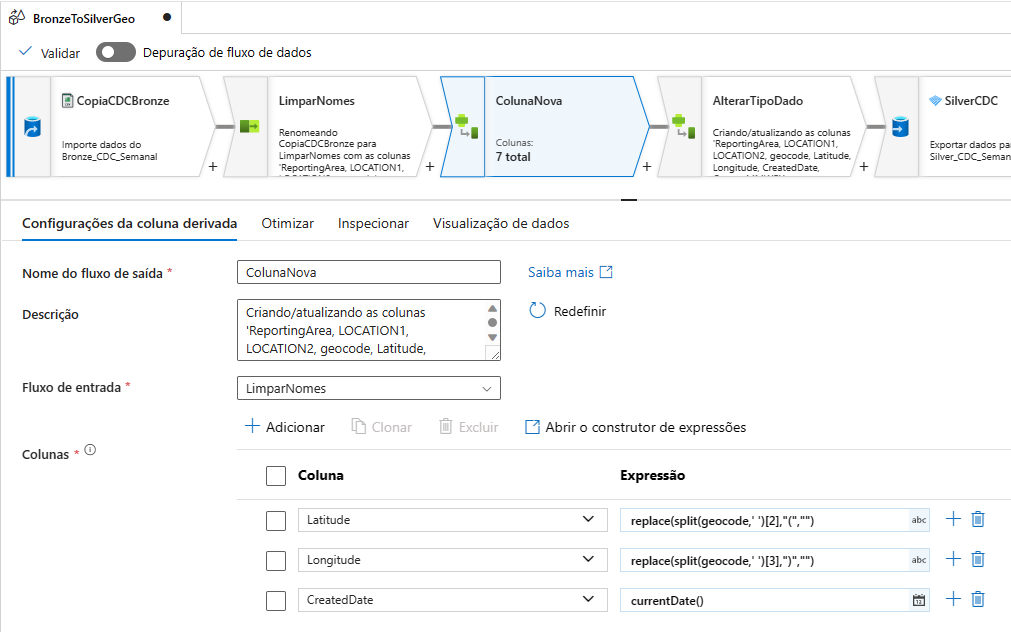 BronzeToSilverGeo
Validar
Depuração de fluxo de dados
CopiaCDCBronze
Importe dados do
Bronze_CDC_Semanal
+
LimparNomes
Renomeando
CopiaCDCBronze para
LimparNomes com as colunas
'ReportingArea, LOCATION1,
+
ColunaNova
Colunas:
7 total
+
AlterarTipoDado
Criando/atualizando as colunas
'ReportingArea, LOCATION1,
LOCATION2, geocode, Latitude,
Longitude, CreatedDate,
+
SilverCDC
Exportar dados pa
Silver_CDC_Seman
Configurações da coluna derivada
Otimizar
Inspecionar
Visualização de dados
Nome do fluxo de saída *
ColunaNova
Saiba mais
Descrição
Criando/atualizando as colunas
'ReportingArea, LOCATION1,
LOCATION2, geocode, Latitude,
Redefinir
Fluxo de entrada *
LimparNomes
Adicionar
Clonar
Excluir
Abrir o construtor de expressões
Colunas *
Coluna
Expressão
Latitude
replace(split(geocode,' ')[2],"(","")
abc
Longitude
replace(split(geocode,' ')[3],")","")
abc
CreatedDate
currentDate()